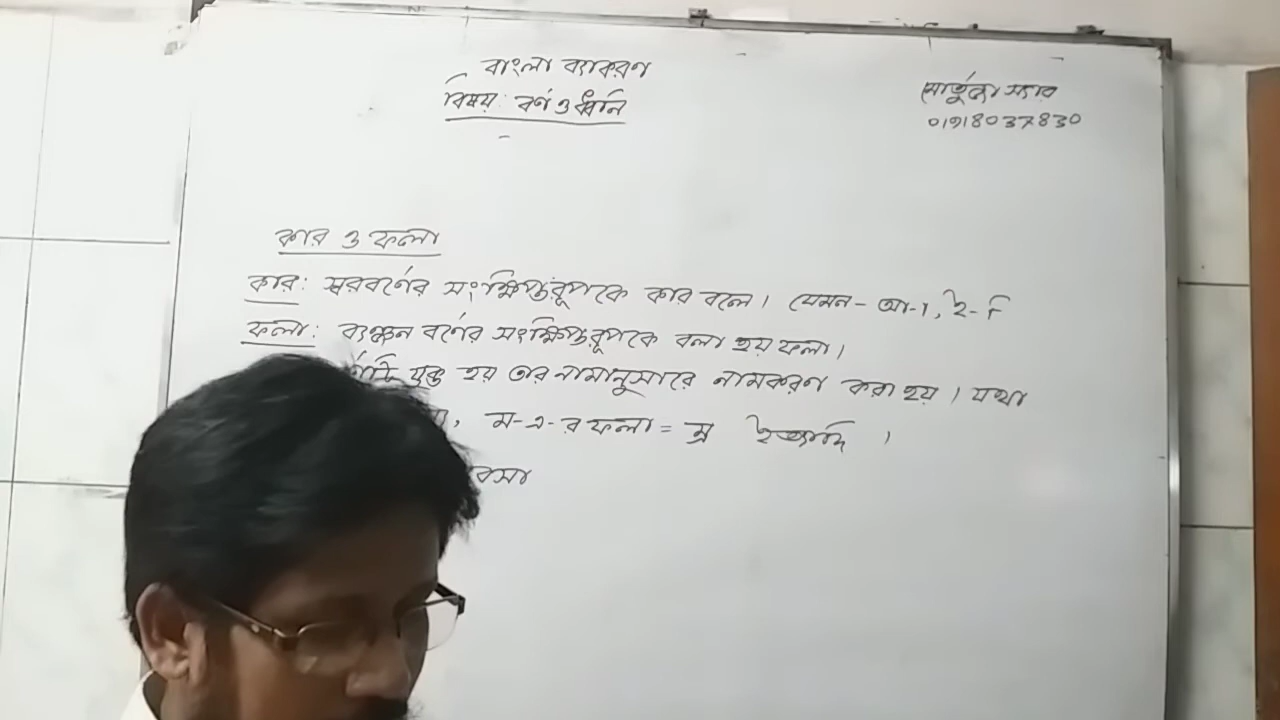 বাংলা ব্যাকরণ
বিষয়: বর্ণ ও ধ্বনি
মোর্তুজা স্যার
01918037830
কার ও ফলা
কার: স্বরবর্ণের সংক্ষিপ্তরূপকে কার বলে। যেমন- আ-া, ই-ি
ফলা: ব্যঞ্জন বর্ণের সংক্ষিপ্তরূপকে বলা হয় ফলা।
যুক্ত হয় তার নামানুসারে নামকরণ করা হয়। যথা
ম-এ-র ফলা = ম্র ইত্যাদি।